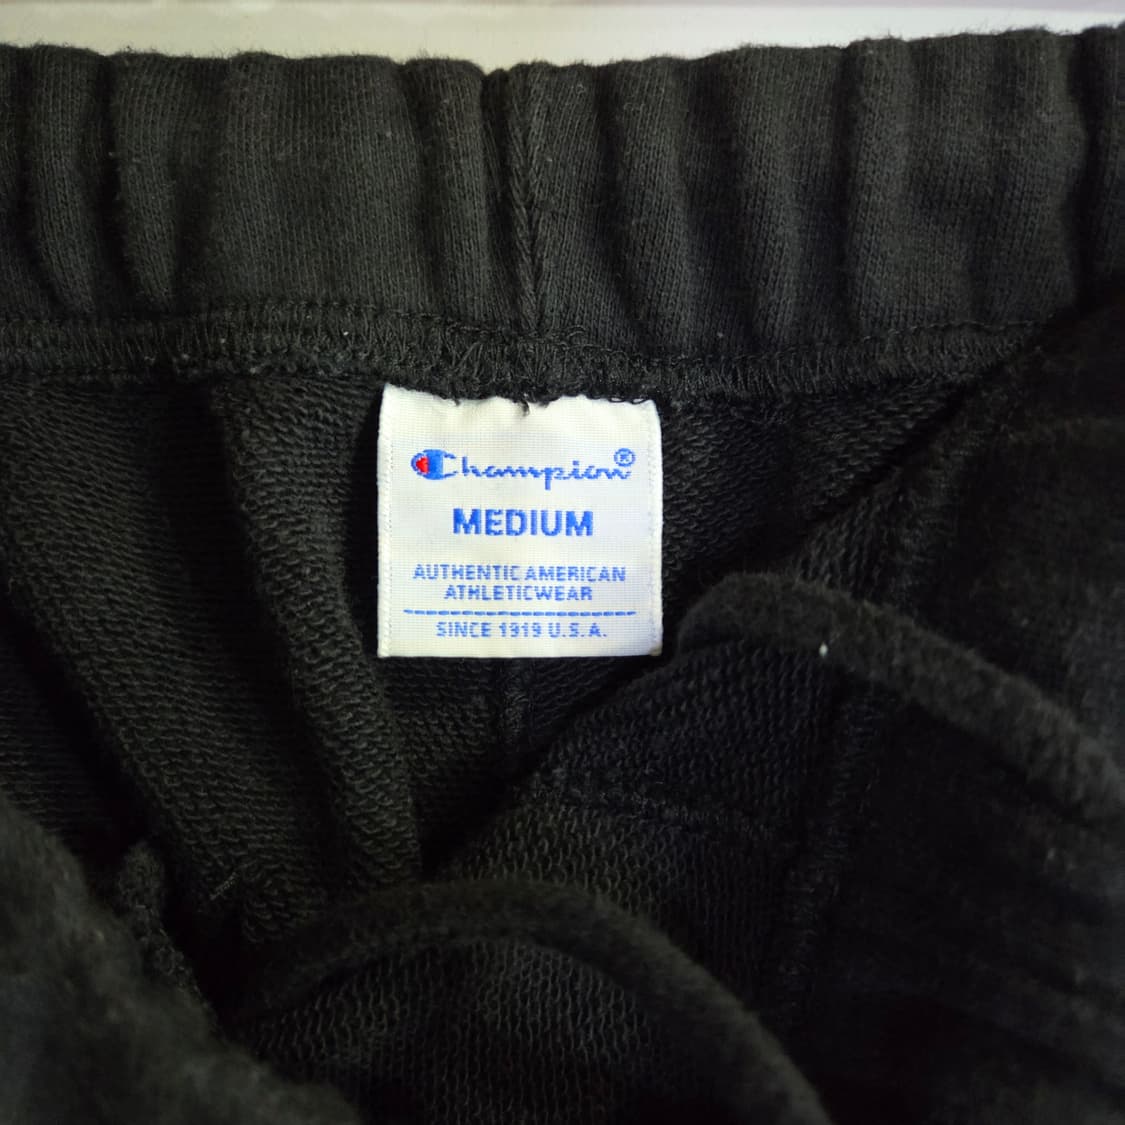 Champion®
MEDIUM
AUTHENTIC AMERICAN
ATHLETICWEAR
SINCE 1919 U.S.A.